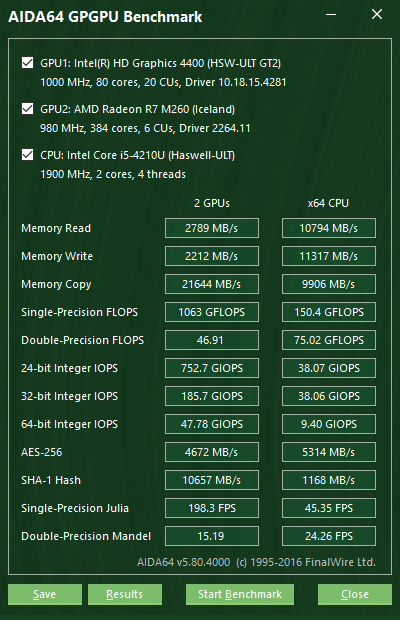 AIDA64 GPGPU Benchmark
GPU1: Intel(R) HD Graphics 4400 (HSW-ULT GT2)
1000 MHz, 80 cores, 20 CUs, Driver 10.18.15.4281
GPU2: AMD Radeon R7 M260 (Iceland)
980 MHz, 384 cores, 6 CUs, Driver 2264.11
CPU: Intel Core i5-4210U (Haswell-ULT)
1900 MHz, 2 cores, 4 threads
2 GPUs x64 CPU
Memory Read 2789 MB/s 10794 MB/s
Memory Write 2212 MB/s 11317 MB/s
Memory Copy 21644 MB/s 9906 MB/s
Single-Precision FLOPS 1063 GFLOPS 150.4 GFLOPS
Double-Precision FLOPS 46.91 75.02 GFLOPS
24-bit Integer IOPS 752.7 GIOPS 38.07 GIOPS
32-bit Integer IOPS 185.7 GIOPS 38.06 GIOPS
64-bit Integer IOPS 47.78 GIOPS 9.40 GIOPS
AES-256 4672 MB/s 5314 MB/s
SHA-1 Hash 10657 MB/s 1168 MB/s
Single-Precision Julia 198.3 FPS 45.35 FPS
Double-Precision Mandel 15.19 24.26 FPS
AIDA64 v5.80.4000 (c) 1995-2016 FinalWire Ltd.
Save Results Start Benchmark Close